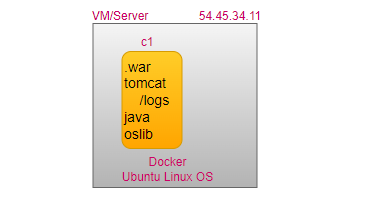 VM/Server 54.45.34.11
c1
.war
tomcat
/logs
java
oslib
Docker
Ubuntu Linux OS